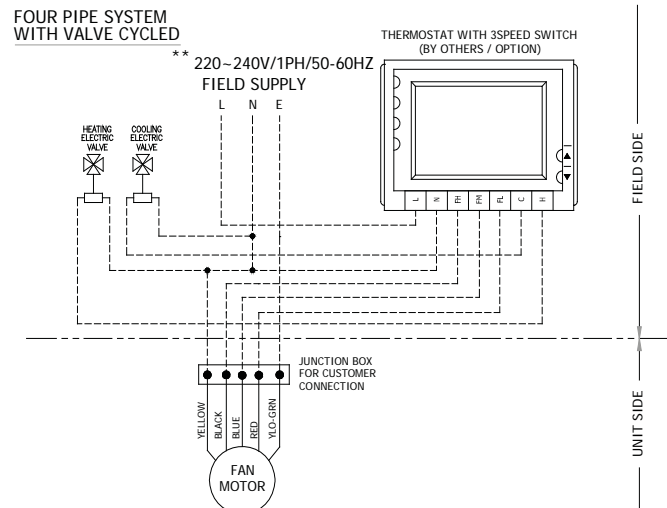 FOUR PIPE SYSTEM
WITH VALVE CYCLED
** 220~240V/1PH/50-60HZ
FIELD SUPPLY
L N E
THERMOSTAT WITH 3SPEED SWITCH
(BY OTHERS / OPTION)
HEATING
ELECTRIC
VALVE
COOLING
ELECTRIC
VALVE
L N FH FM FL C H
FIELD SIDE
JUNCTION BOX
FOR CUSTOMER
CONNECTION
YELLOW
BLACK
BLUE
RED
YLO-GRN
FAN
MOTOR
UNIT SIDE